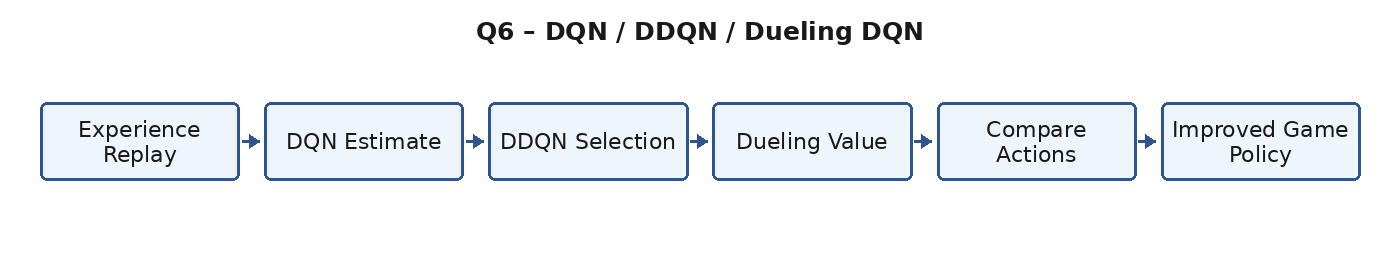 Q6 – DQN / DDQN / Dueling DQN
Experience
Replay
DQN Estimate
DDQN Selection
Dueling Value
Compare
Actions
Improved Game
Policy